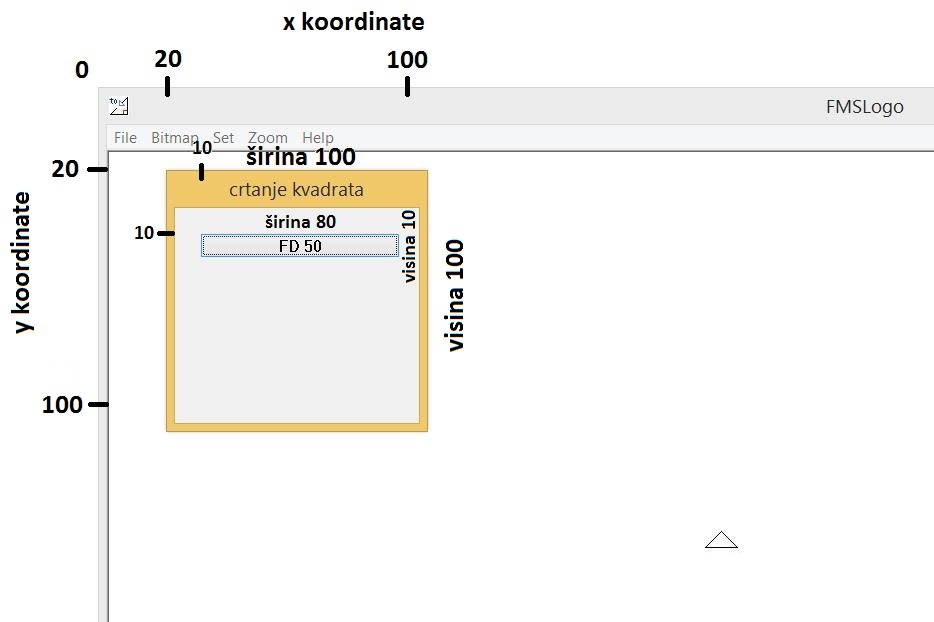 x koordinate
0
20
100
to
FMSLogo
File Bitmap Set Zoom Help
10
širina 100
20
crtanje kvadrata
širina 80
10
FD 50
visina 10
visina 100
y koordinate
100